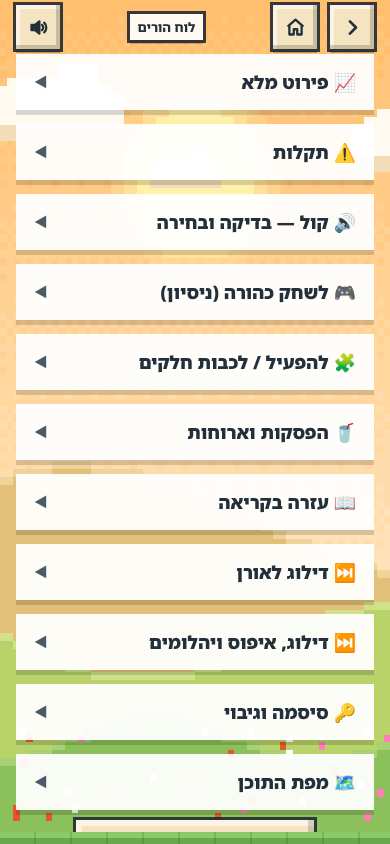 לוח הורים
📈 פירוט מלא
⚠️ תקלות
🔊 קול — בדיקה ובחירה
🎮 לשחק כהורה (ניסיון)
🧩 להפעיל / לכבות חלקים
🥤 הפסקות וארוחות
📖 עזרה בקריאה
⏭️ דילוג לאורן
⏭️ דילוג, איפוס ויהלומים
🔑 סיסמה וגיבוי
🗺️ מפת התוכן